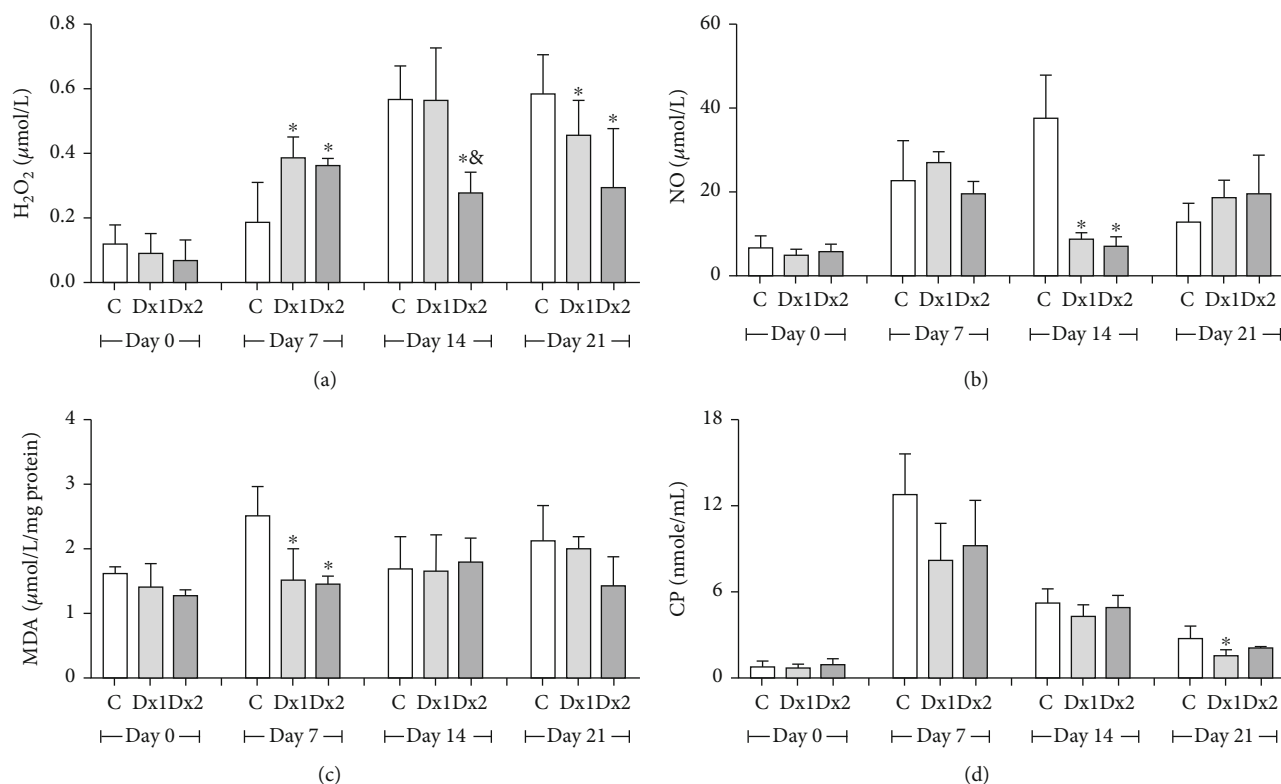 H₂O₂ (µmol/L)
0.8
0.6
0.4
0.2
0.0
* * *& * *
C Dx1Dx2 C Dx1Dx2 C Dx1Dx2 C Dx1Dx2
Day 0 Day 7 Day 14 Day 21
(a)
NO (µmol/L)
60
40
20
0
* *
C Dx1Dx2 C Dx1Dx2 C Dx1Dx2 C Dx1Dx2
Day 0 Day 7 Day 14 Day 21
(b)
MDA (µmol/L/mg protein)
4
3
2
1
0
* *
C Dx1Dx2 C Dx1Dx2 C Dx1Dx2 C Dx1Dx2
Day 0 Day 7 Day 14 Day 21
(c)
CP (nmole/mL)
18
12
6
0
*
C Dx1Dx2 C Dx1Dx2 C Dx1Dx2 C Dx1Dx2
Day 0 Day 7 Day 14 Day 21
(d)